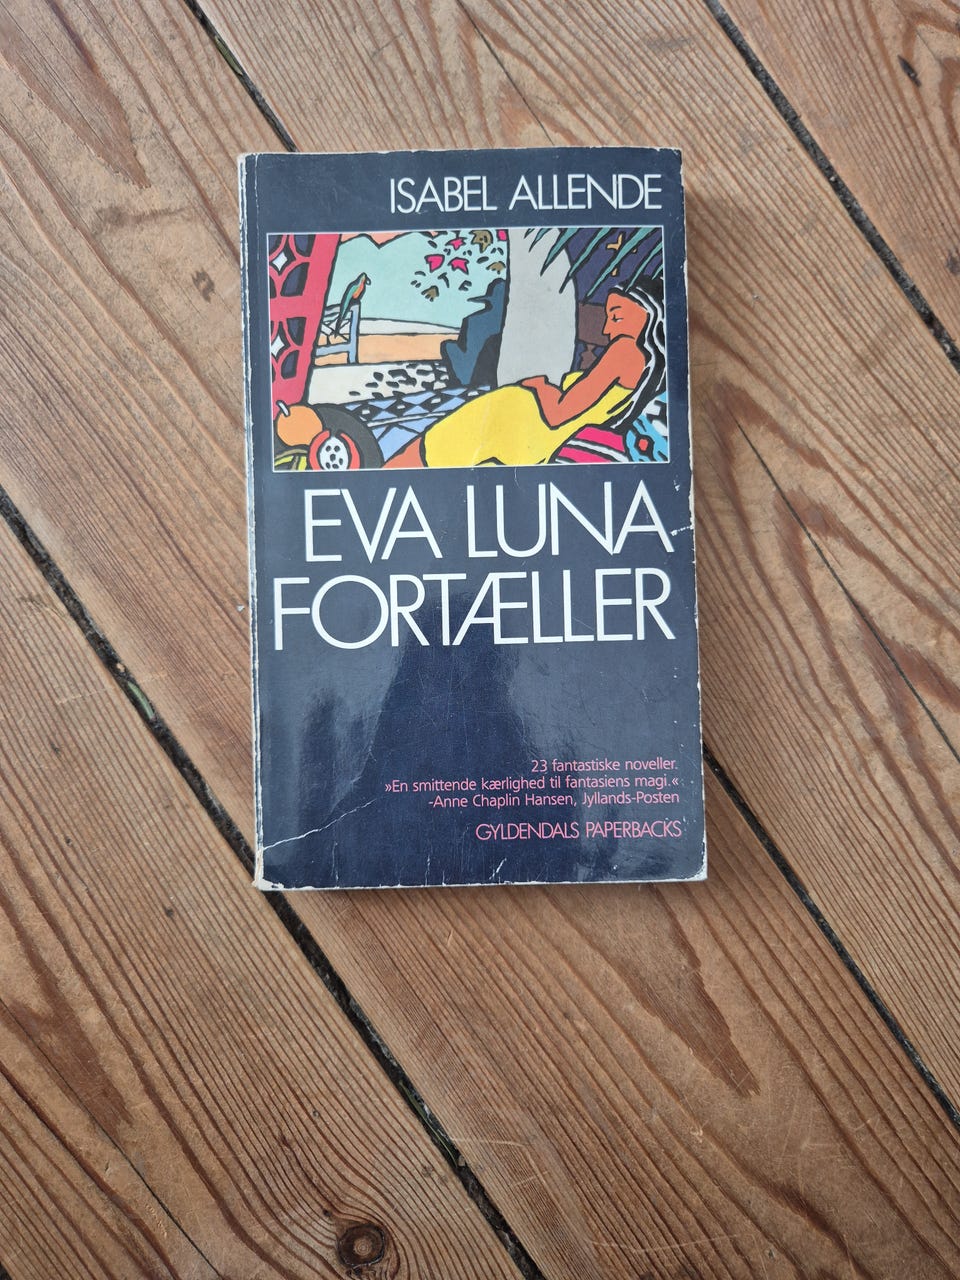 ISABEL ALLENDE
EVA LUNA
FORTÆLLER
23 fantastiske noveller.
»En smittende kærlighed til fantasiens magi.«
-Anne Chaplin Hansen, Jyllands-Posten
GYLDENDALS PAPERBACKS